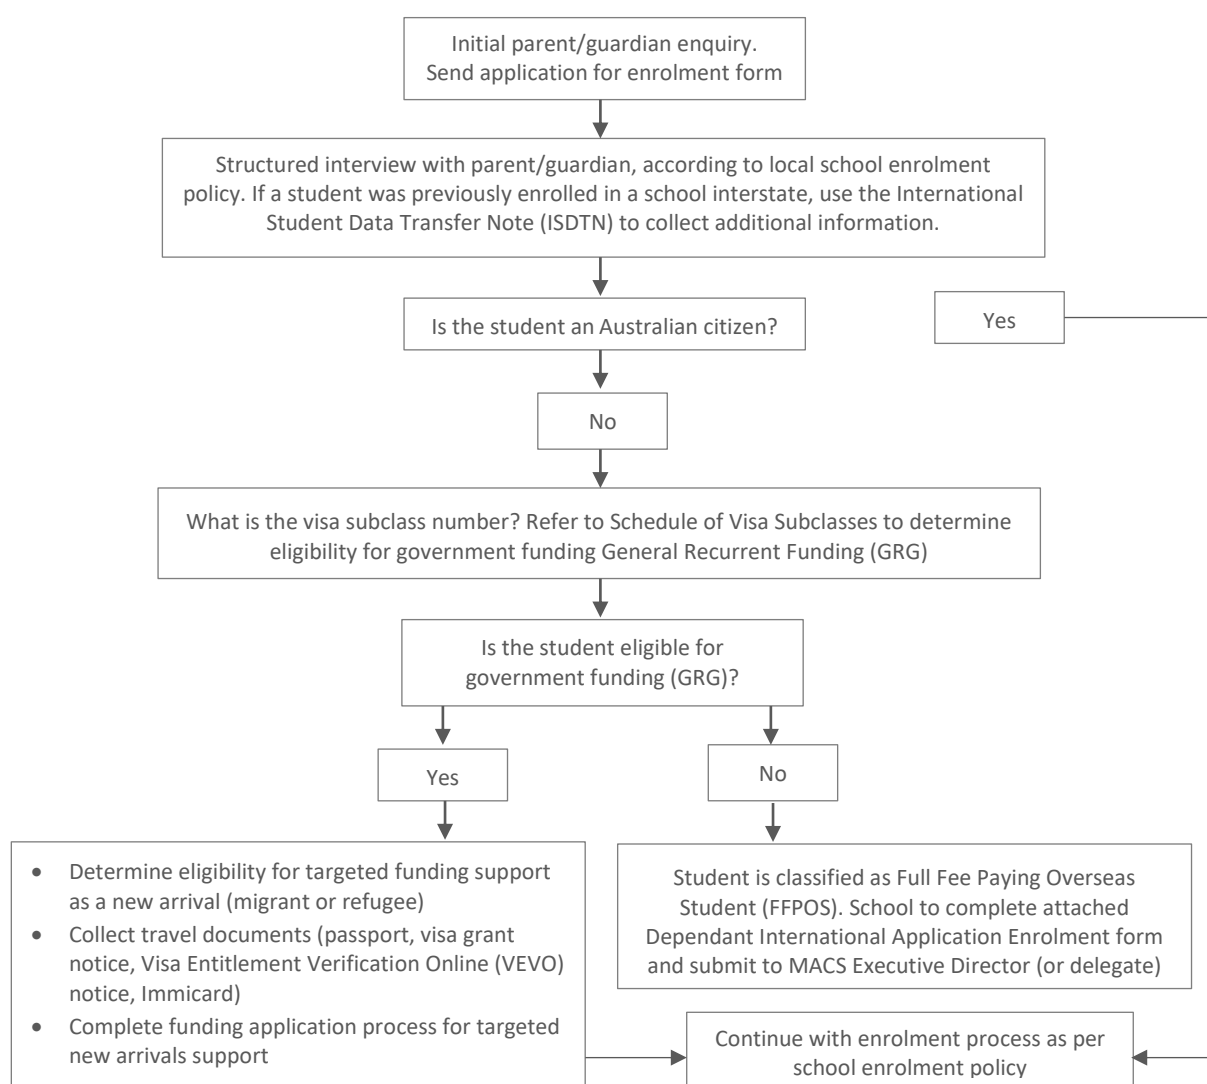 Initial parent/guardian enquiry.
Send application for enrolment form
Structured interview with parent/guardian, according to local school enrolment
policy. If a student was previously enrolled in a school interstate, use the International
Student Data Transfer Note (ISDTN) to collect additional information.
Is the student an Australian citizen?
Yes
No
What is the visa subclass number? Refer to Schedule of Visa Subclasses to determine
eligibility for government funding General Recurrent Funding (GRG)
Is the student eligible for
government funding (GRG)?
Yes
No
• Determine eligibility for targeted funding support
as a new arrival (migrant or refugee)
• Collect travel documents (passport, visa grant
notice, Visa Entitlement Verification Online (VEVO)
notice, Immicard)
• Complete funding application process for targeted
new arrivals support
Student is classified as Full Fee Paying Overseas
Student (FFPOS). School to complete attached
Dependant International Application Enrolment form
and submit to MACS Executive Director (or delegate)
Continue with enrolment process as per
school enrolment policy